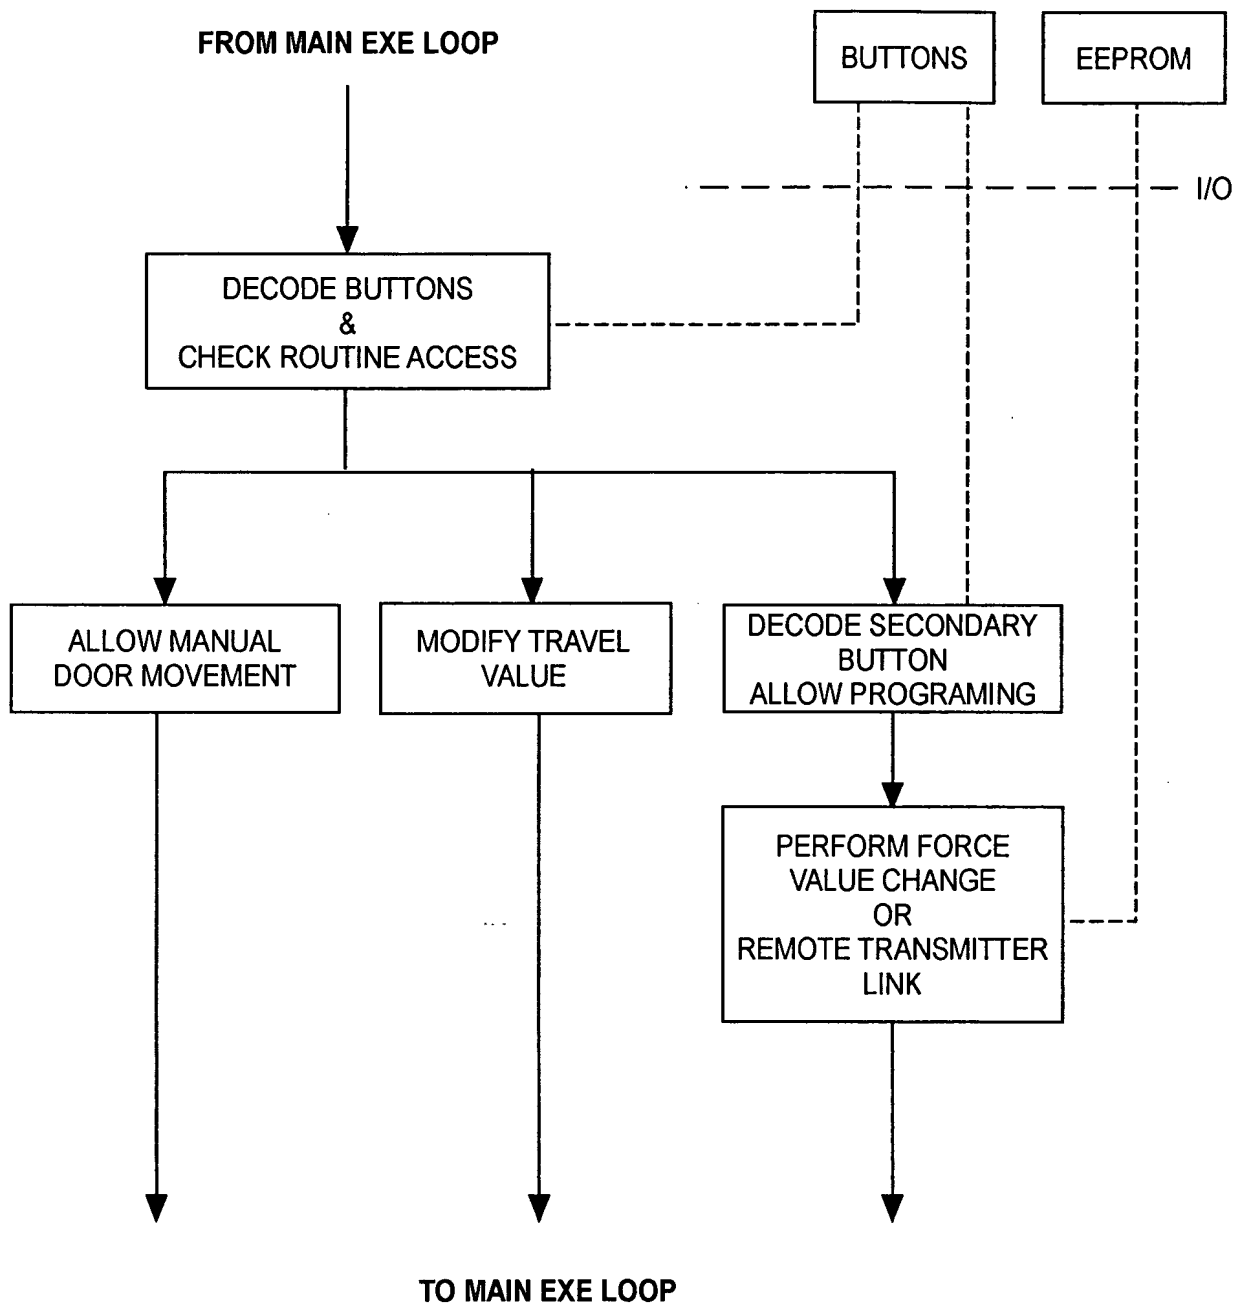 FROM MAIN EXE LOOP
BUTTONS
EEPROM
I/O
DECODE BUTTONS
&
CHECK ROUTINE ACCESS
ALLOW MANUAL
DOOR MOVEMENT
MODIFY TRAVEL
VALUE
DECODE SECONDARY
BUTTON
ALLOW PROGRAMING
PERFORM FORCE
VALUE CHANGE
OR
REMOTE TRANSMITTER
LINK
TO MAIN EXE LOOP